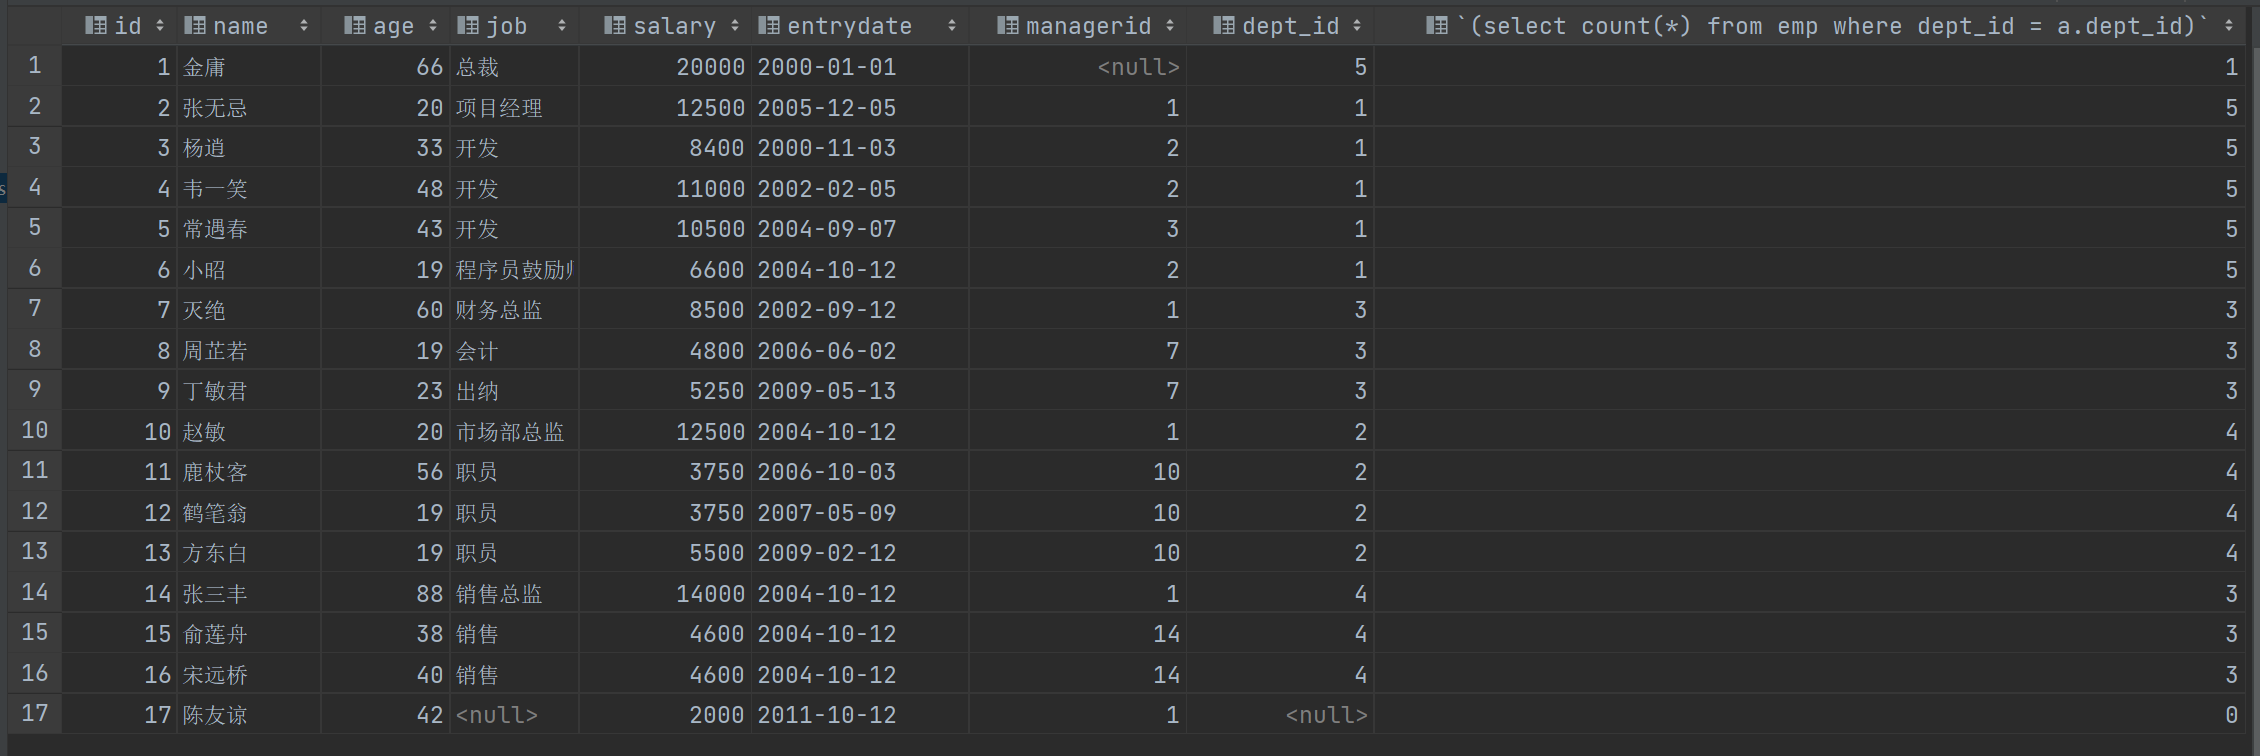 id name age job salary entrydate managerid dept_id `(select count(*) from emp where dept_id = a.dept_id)`
1 1 金庸 66 总裁 20000 2000-01-01 <null> 5 1
2 2 张无忌 20 项目经理 12500 2005-12-05 1 1 5
3 3 杨逍 33 开发 8400 2000-11-03 2 1 5
4 4 韦一笑 48 开发 11000 2002-02-05 2 1 5
5 5 常遇春 43 开发 10500 2004-09-07 3 1 5
6 6 小昭 19 程序员鼓励 6600 2004-10-12 2 1 5
7 7 灭绝 60 财务总监 8500 2002-09-12 1 3 3
8 8 周芷若 19 会计 4800 2006-06-02 7 3 3
9 9 丁敏君 23 出纳 5250 2009-05-13 7 3 3
10 10 赵敏 20 市场部总监 12500 2004-10-12 1 2 4
11 11 鹿杖客 56 职员 3750 2006-10-03 10 2 4
12 12 鹤笔翁 19 职员 3750 2007-05-09 10 2 4
13 13 方东白 19 职员 5500 2009-02-12 10 2 4
14 14 张三丰 88 销售总监 14000 2004-10-12 1 4 3
15 15 俞莲舟 38 销售 4600 2004-10-12 14 4 3
16 16 宋远桥 40 销售 4600 2004-10-12 14 4 3
17 17 陈友谅 42 <null> 2000 2011-10-12 1 <null> 0